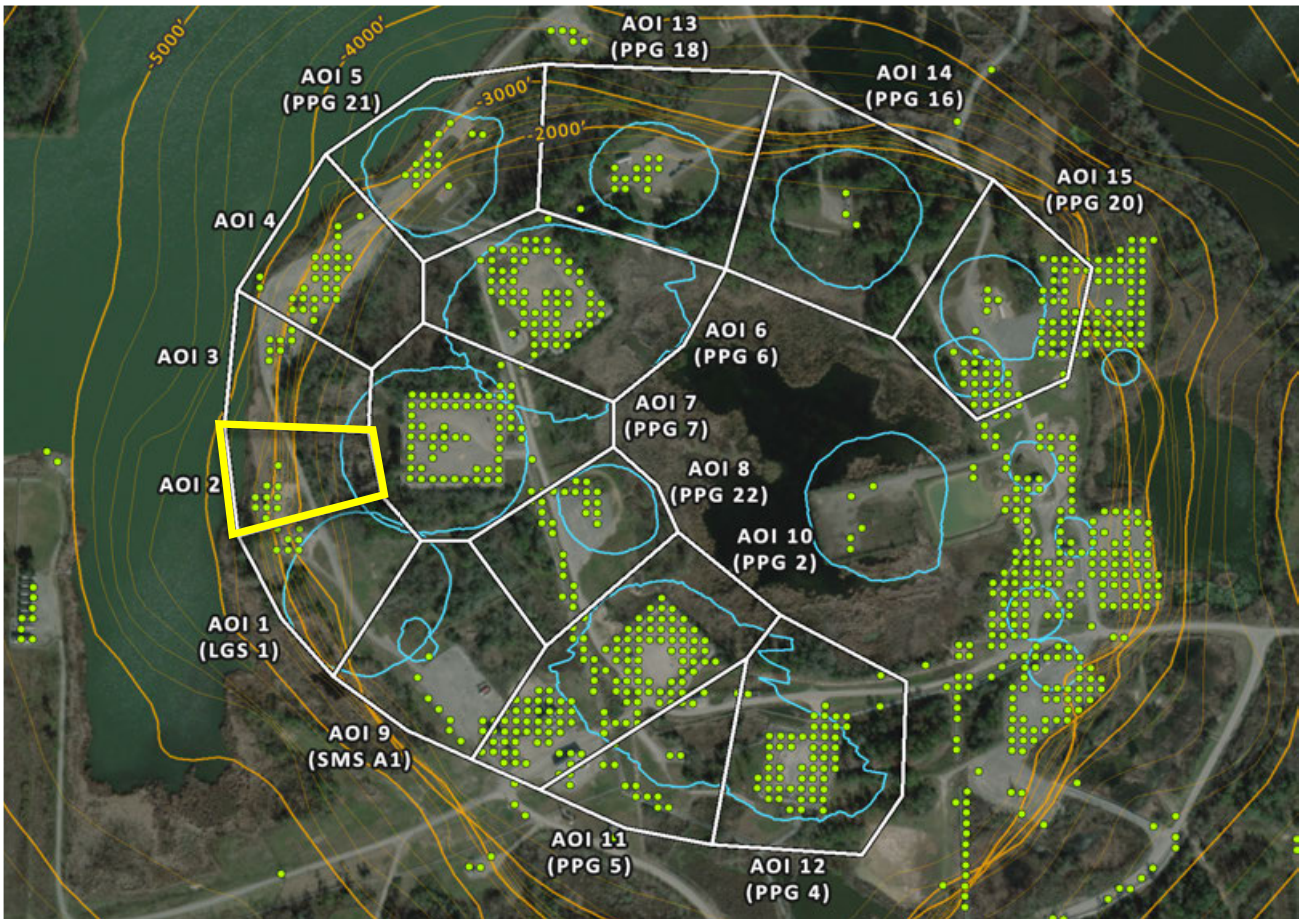 -5000'
-4000'
AOI 13
(PPG 18)
AOI 5
(PPG 21)
AOI 14
(PPG 16)
-3000'
-2000'
AOI 15
(PPG 20)
AOI 4
AOI 6
(PPG 6)
AOI 3
AOI 7
(PPG 7)
AOI 8
(PPG 22)
AOI 2
AOI 10
(PPG 2)
AOI 1
(LGS 1)
AOI 9
(SMS A1)
AOI 11
(PPG 5)
AOI 12
(PPG 4)